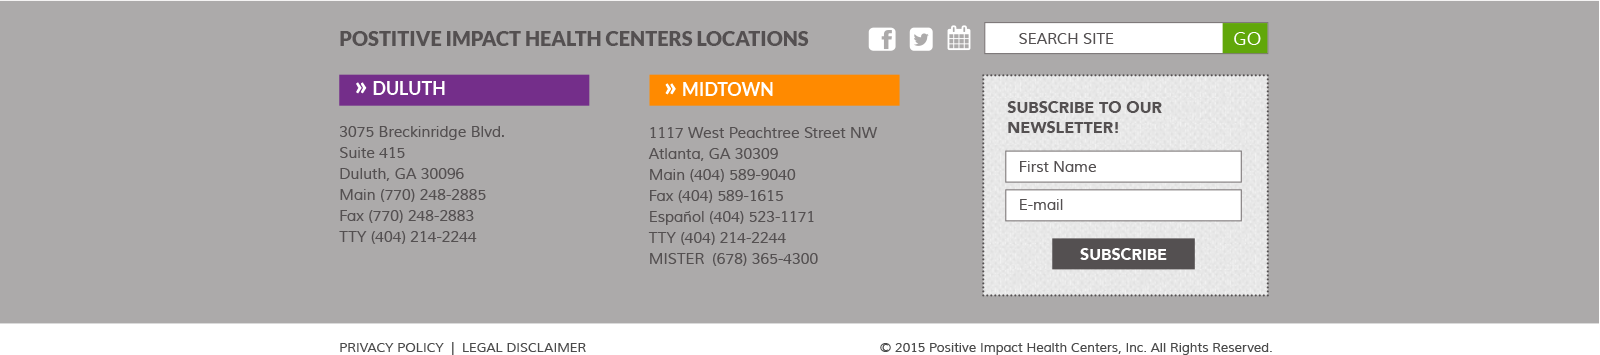 POSTITIVE IMPACT HEALTH CENTERS LOCATIONS
SEARCH SITE GO
» DULUTH
3075 Breckinridge Blvd.
Suite 415
Duluth, GA 30096
Main (770) 248-2885
Fax (770) 248-2883
TTY (404) 214-2244
» MIDTOWN
1117 West Peachtree Street NW
Atlanta, GA 30309
Main (404) 589-9040
Fax (404) 589-1615
Español (404) 523-1171
TTY (404) 214-2244
MISTER (678) 365-4300
SUBSCRIBE TO OUR
NEWSLETTER!
First Name
E-mail
SUBSCRIBE
PRIVACY POLICY | LEGAL DISCLAIMER
© 2015 Positive Impact Health Centers, Inc. All Rights Reserved.